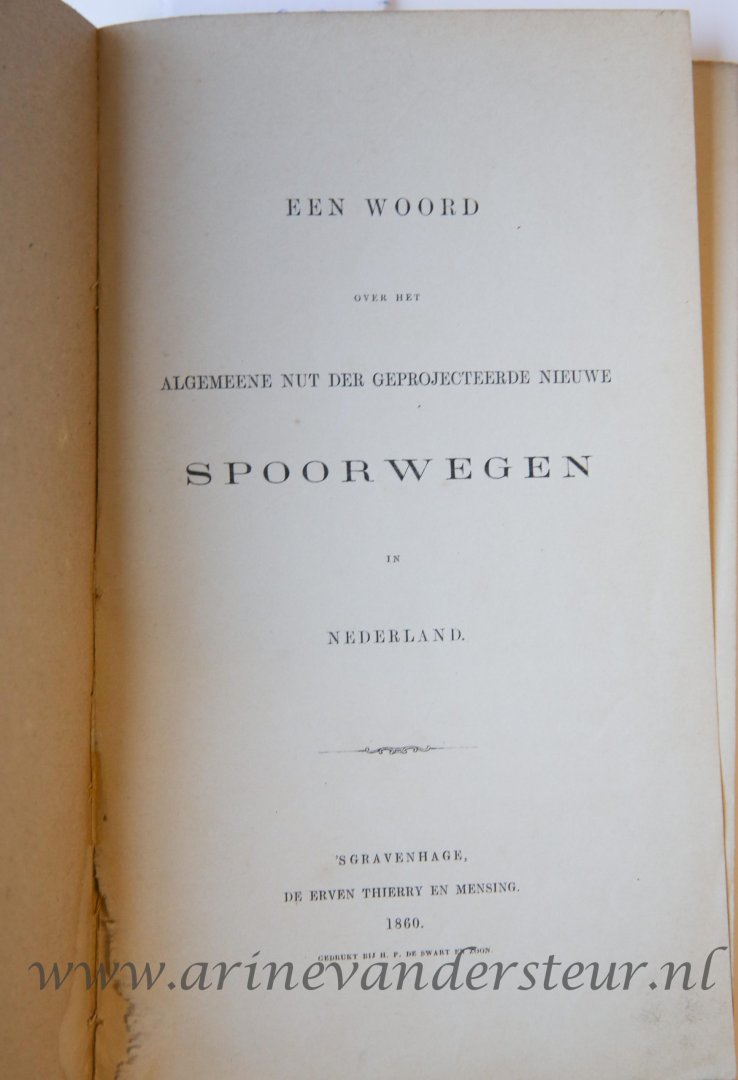 EEN WOORD
OVER HET
ALGEMEENE NUT DER GEPROJECTEERDE NIEUWE
SPOORWEGEN
IN
NEDERLAND.
'SGRAVENHAGE,
DE ERVEN THIERRY EN MENSING.
1860.
GEDRUKT BIJ H. P. DE SWART EN ZOON.
www.arinevandersteur.nl